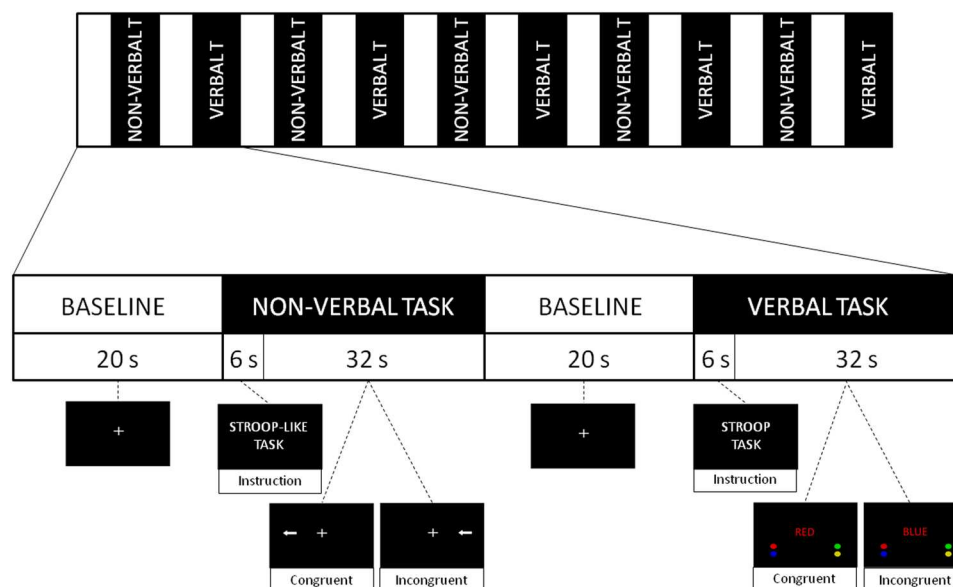 NON-VERBAL T
VERBAL T
NON-VERBAL T
VERBAL T
NON-VERBAL T
VERBAL T
NON-VERBAL T
VERBAL T
NON-VERBAL T
VERBAL T
BASELINE NON-VERBAL TASK BASELINE VERBAL TASK
20 s 6 s 32 s 20 s 6 s 32 s
STROOP-LIKE
TASK
Instruction
STROOP
TASK
Instruction
Congruent
Incongruent
RED
Congruent
BLUE
Incongruent